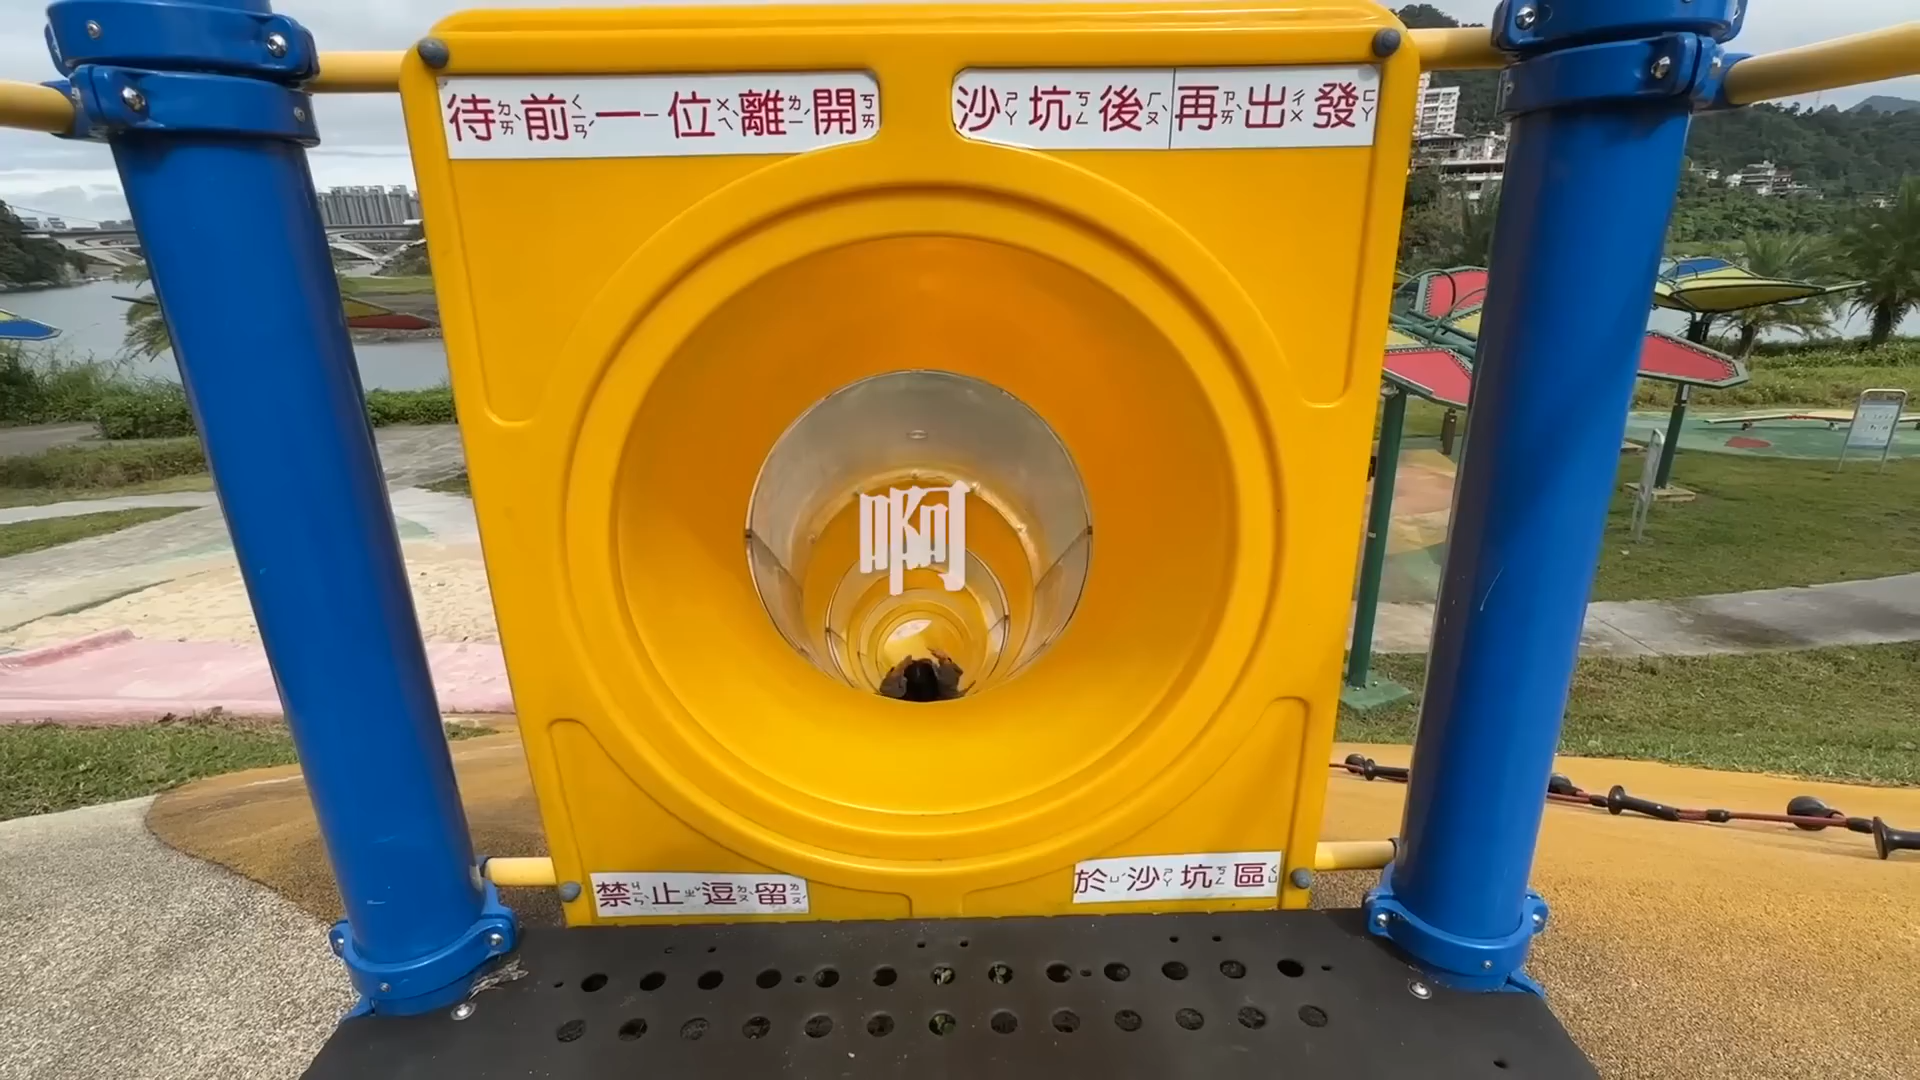 待前一位離開
沙坑後再出發
啊
禁止逗留
於沙坑區